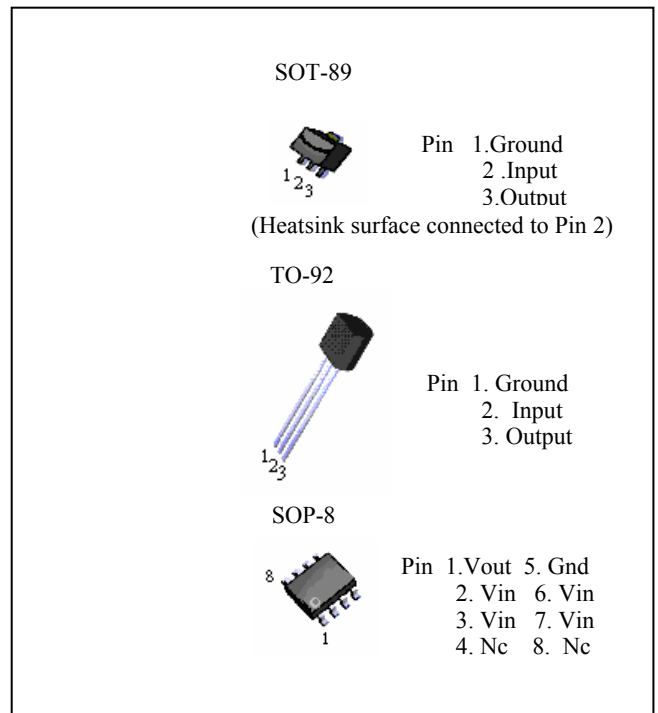 SOT-89
Pin 1.Ground
2 .Input
3.Output
1 2 3
(Heatsink surface connected to Pin 2)
TO-92
Pin 1. Ground
2. Input
3. Output
1 2 3
SOP-8
Pin 1.Vout 5. Gnd
2. Vin 6. Vin
3. Vin 7. Vin
4. Nc 8. Nc
8
1